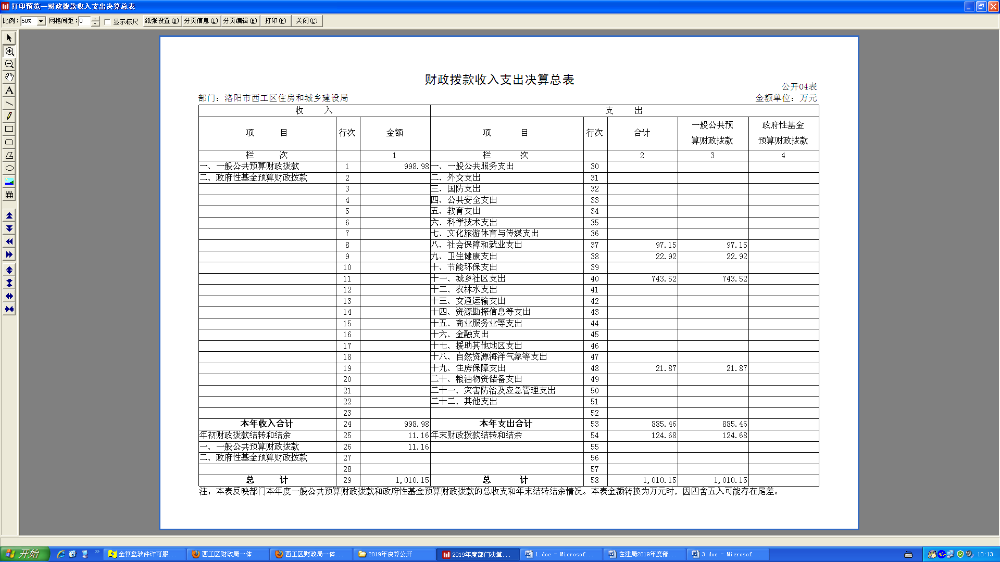 打印预览—财政拨款收入支出决算总表
比例: 50% 网格间距: 0 显示标尺 纸张设置(D) 分页信息(I) 分页编辑(E) 打印(P) 关闭(C)
财政拨款收入支出决算总表
公开04表
部门：洛阳市西工区住房和城乡建设局 金额单位：万元
收 入 支 出
项 目 行次 金额 项 目 行次 合计 一般公共预算财政拨款 政府性基金预算财政拨款
栏 次 1 栏 次 2 3 4
一、一般公共预算财政拨款 1 998.98 一、一般公共服务支出 30
二、政府性基金预算财政拨款 2 二、外交支出 31
3 三、国防支出 32
4 四、公共安全支出 33
5 五、教育支出 34
6 六、科学技术支出 35
7 七、文化旅游体育与传媒支出 36
8 八、社会保障和就业支出 37 97.15 97.15
9 九、卫生健康支出 38 22.92 22.92
10 十、节能环保支出 39
11 十一、城乡社区支出 40 743.52 743.52
12 十二、农林水支出 41
13 十三、交通运输支出 42
14 十四、资源勘探信息等支出 43
15 十五、商业服务业等支出 44
16 十六、金融支出 45
17 十七、援助其他地区支出 46
18 十八、自然资源海洋气象等支出 47
19 十九、住房保障支出 48 21.87 21.87
20 二十、粮油物资储备支出 49
21 二十一、灾害防治及应急管理支出 50
22 二十二、其他支出 51
23 52
本年收入合计 24 998.98 本年支出合计 53 885.46 885.46
年初财政拨款结转和结余 25 11.16 年末财政拨款结转和结余 54 124.68 124.68
一、一般公共预算财政拨款 26 11.16 55
二、政府性基金预算财政拨款 27 56
28 57
总 计 29 1,010.15 总 计 58 1,010.15 1,010.15
注：本表反映部门本年度一般公共预算财政拨款和政府性基金预算财政拨款的总收支和年末结转结余情况。本表金额转换为万元时，因四舍五入可能存在尾差。
开始 金算盘软件许可服... 西工区财政局一体... 西工区财政局一体... 2019年决算公开 2019年度部门决算... 1.doc - Microsof... 住建局2019年度部... 3.doc - Microsof... 10:13